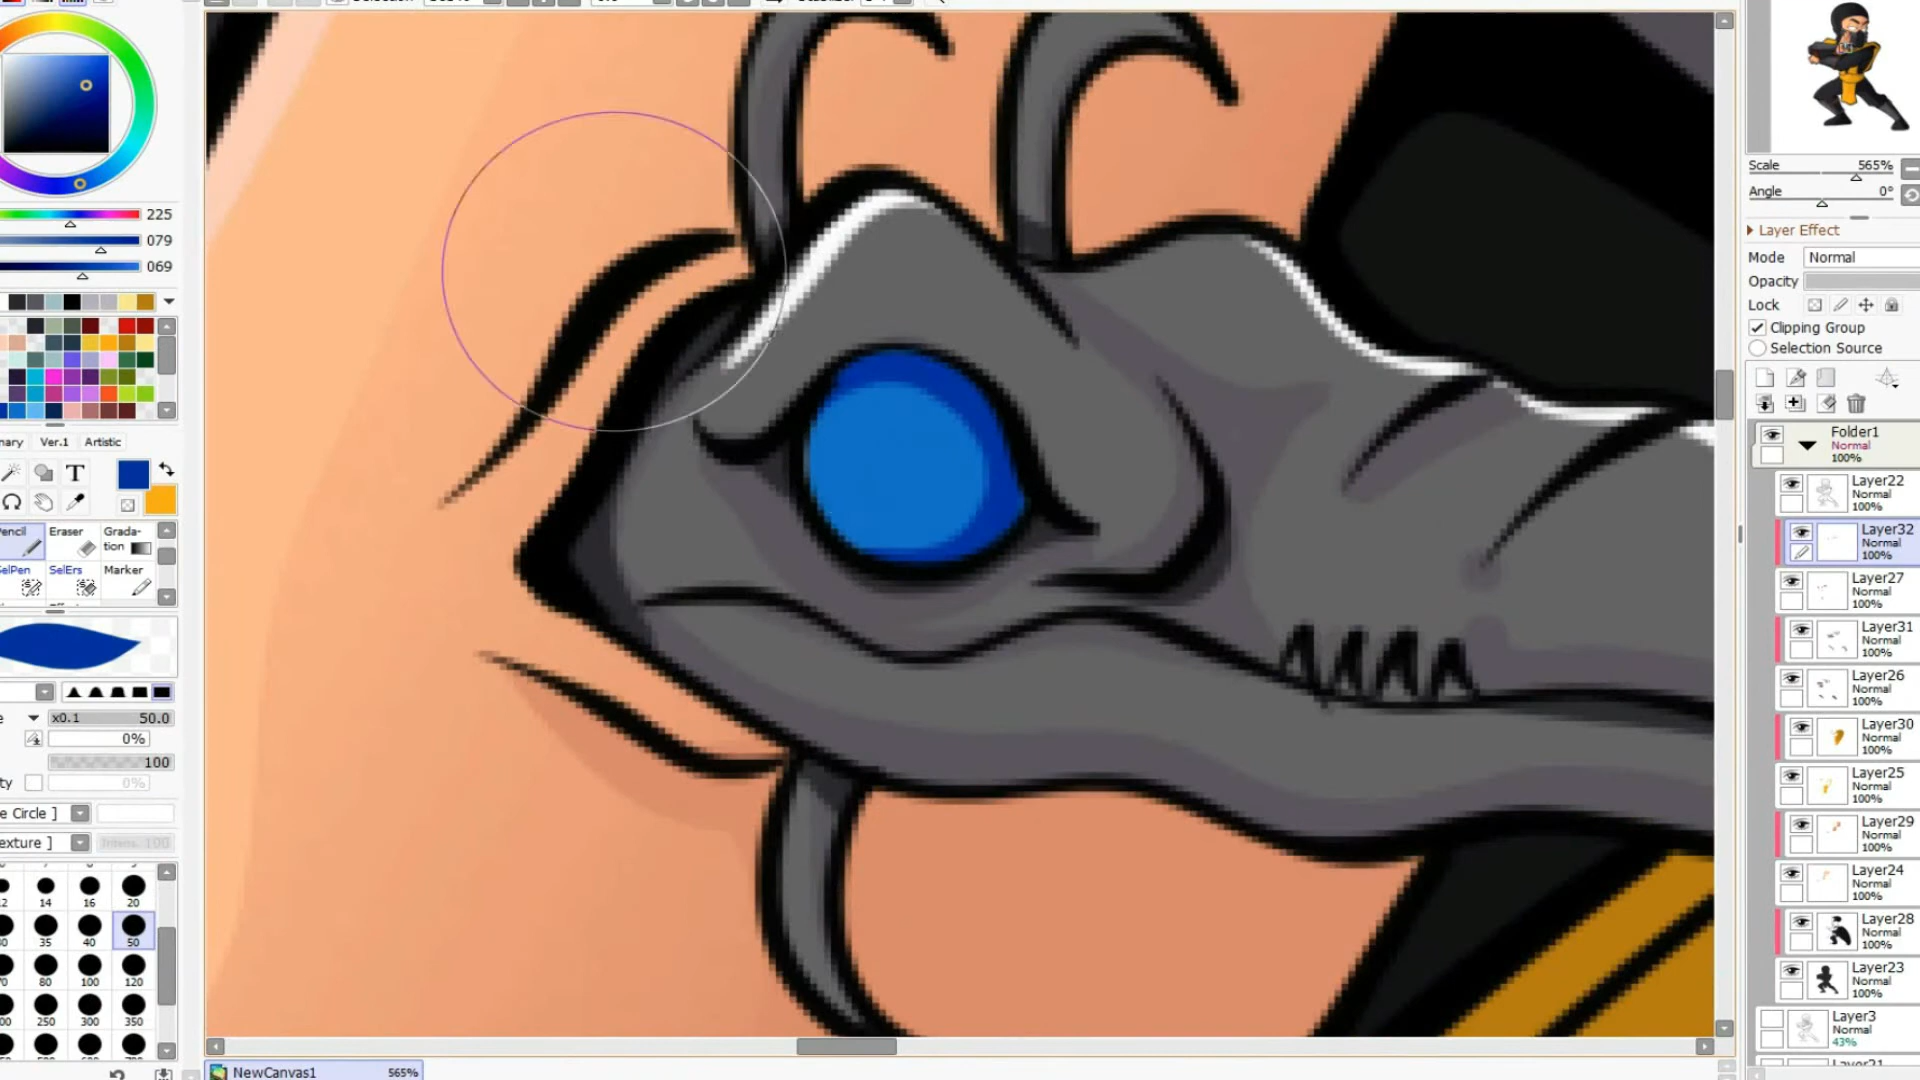 225
079
069
Ver.1
Artistic
T
Pencil
Eraser
Grada-
tion
SelPen
SelErs
Marker
x0.1
50.0
0%
100
0%
e Circle ]
100
14
16
20
35
40
50
80
100
120
250
300
350
NewCanvas1
565%
Scale
565%
Angle
0°
Layer Effect
Mode
Normal
Opacity
Lock
Clipping Group
Selection Source
Folder1
Normal
100%
Layer22
Normal
100%
Layer32
Normal
100%
Layer27
Normal
100%
Layer31
Normal
100%
Layer26
Normal
100%
Layer30
Normal
100%
Layer25
Normal
100%
Layer29
Normal
100%
Layer24
Normal
100%
Layer28
Normal
100%
Layer23
Normal
100%
Layer3
Normal
43%